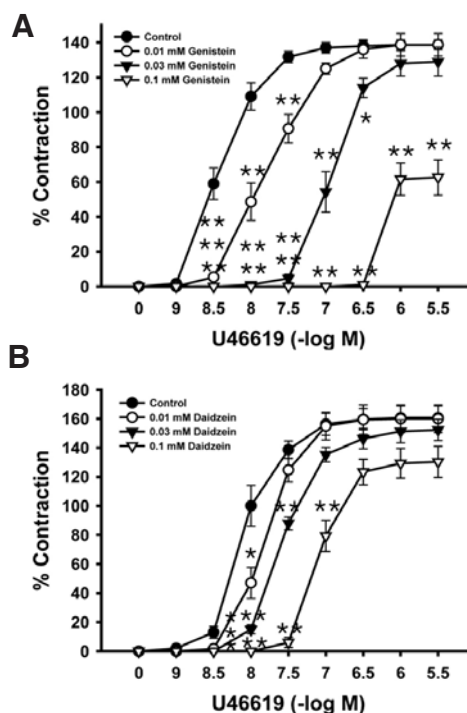 A
Control
0.01 mM Genistein
0.03 mM Genistein
0.1 mM Genistein
% Contraction
140
120
100
80
60
40
20
0
** ** * ** **
** ** ** ** ** **
** ** ** ** **
0 9 8.5 8 7.5 7 6.5 6 5.5
U46619 (-log M)
B
Control
0.01 mM Daidzein
0.03 mM Daidzein
0.1 mM Daidzein
% Contraction
180
160
140
120
100
80
60
40
20
0
0 9 8.5 8 7.5 7 6.5 6 5.5
U46619 (-log M)